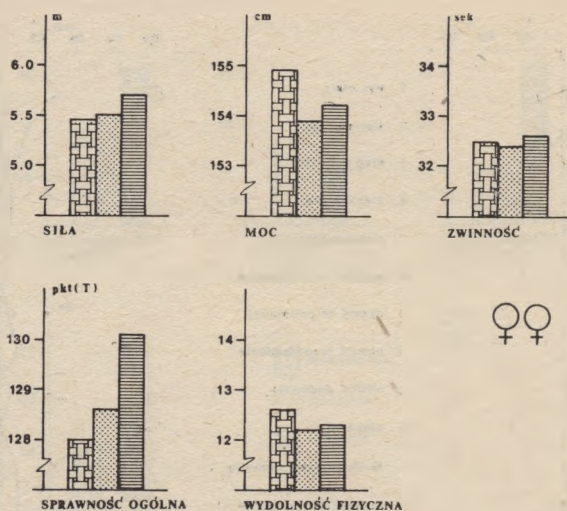 m
6.0
5.5
5.0
SIŁA
cm
155
154
153
MOC
sek
34
33
32
ZWINNOŚĆ
pkt(T)
130
129
128
SPRAWNOŚĆ OGÓLNA
14
13
12
WYDOLNOŚĆ FIZYCZNA
♀♀